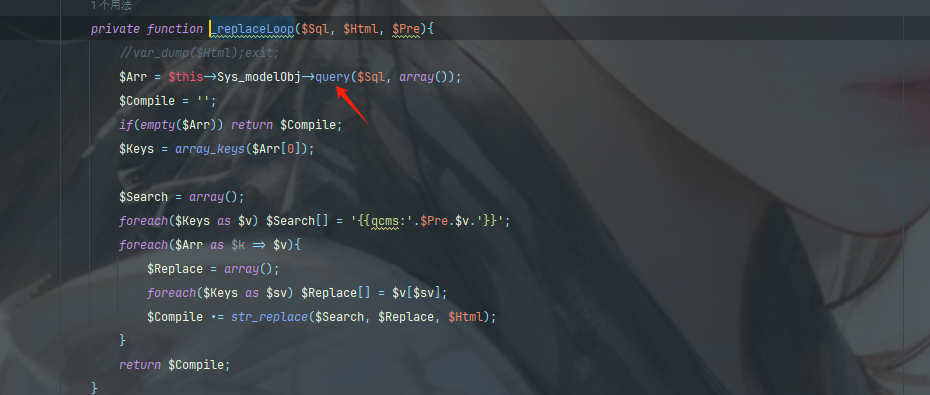 1 个用法
private function _replaceLoop($Sql, $Html, $Pre){
//var_dump($Html);exit;
$Arr = $this->Sys_modelObj->query($Sql, array());
$Compile = '';
if(empty($Arr)) return $Compile;
$Keys = array_keys($Arr[0]);
$Search = array();
foreach($Keys as $v) $Search[] = '{{qcms:'.$Pre.$v.'}}';
foreach($Arr as $k => $v){
$Replace = array();
foreach($Keys as $sv) $Replace[] = $v[$sv];
$Compile .= str_replace($Search, $Replace, $Html);
}
return $Compile;
}